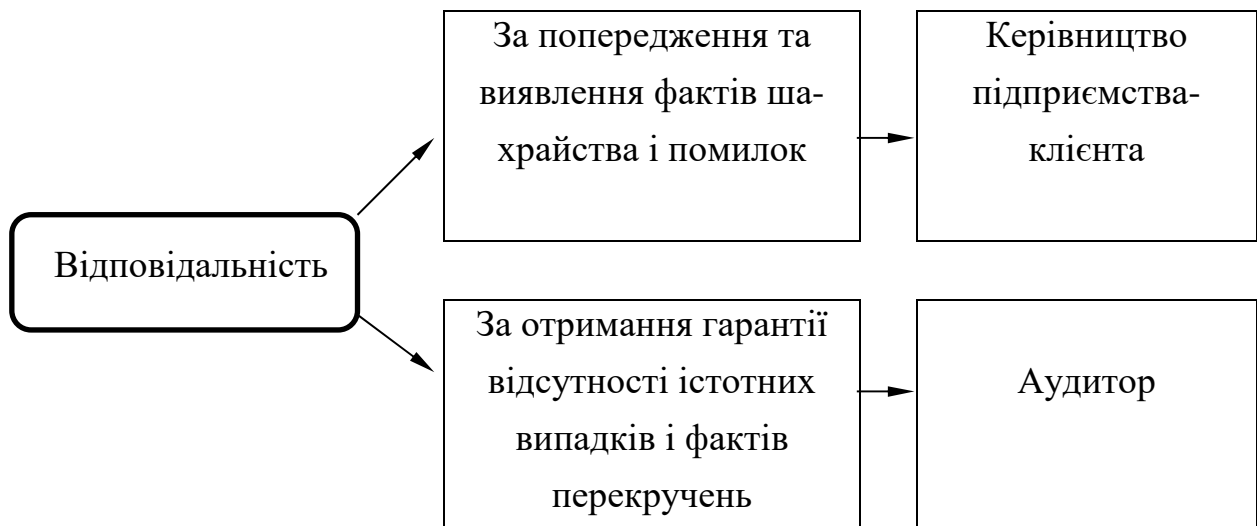 Відповідальність
За попередження та
виявлення фактів ша-
храйства і помилок
Керівництво
підприємства-
клієнта
За отримання гарантії
відсутності істотних
випадків і фактів
перекручень
Аудитор